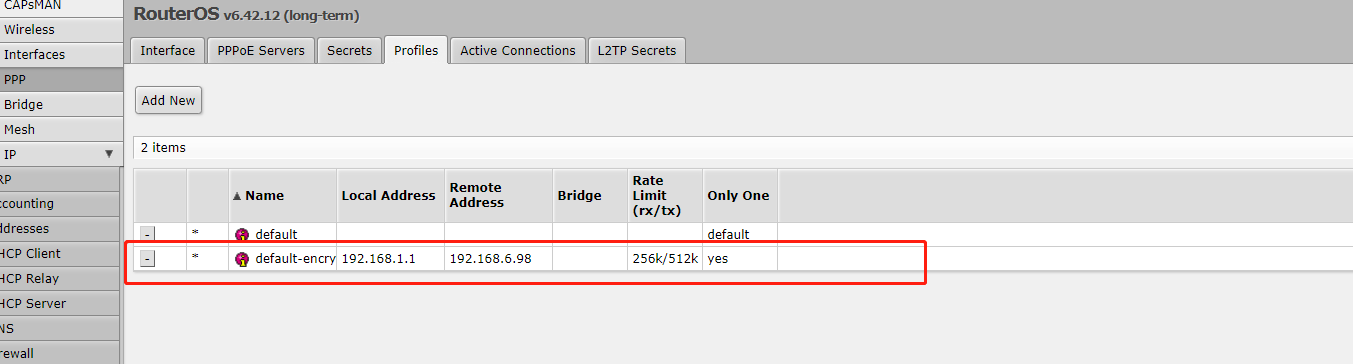 CAPsMAN
RouterOS v6.42.12 (long-term)
Wireless
Interfaces
Interface PPPoE Servers Secrets Profiles Active Connections L2TP Secrets
PPP
Bridge
Add New
Mesh
IP ▼
2 items
RP
ccounting
ddresses
HCP Client
HCP Relay
HCP Server
NS
rewall
▲ Name Local Address Remote Address Bridge Rate Limit (rx/tx) Only One
- * default default
- * default-encry 192.168.1.1 192.168.6.98 256k/512k yes